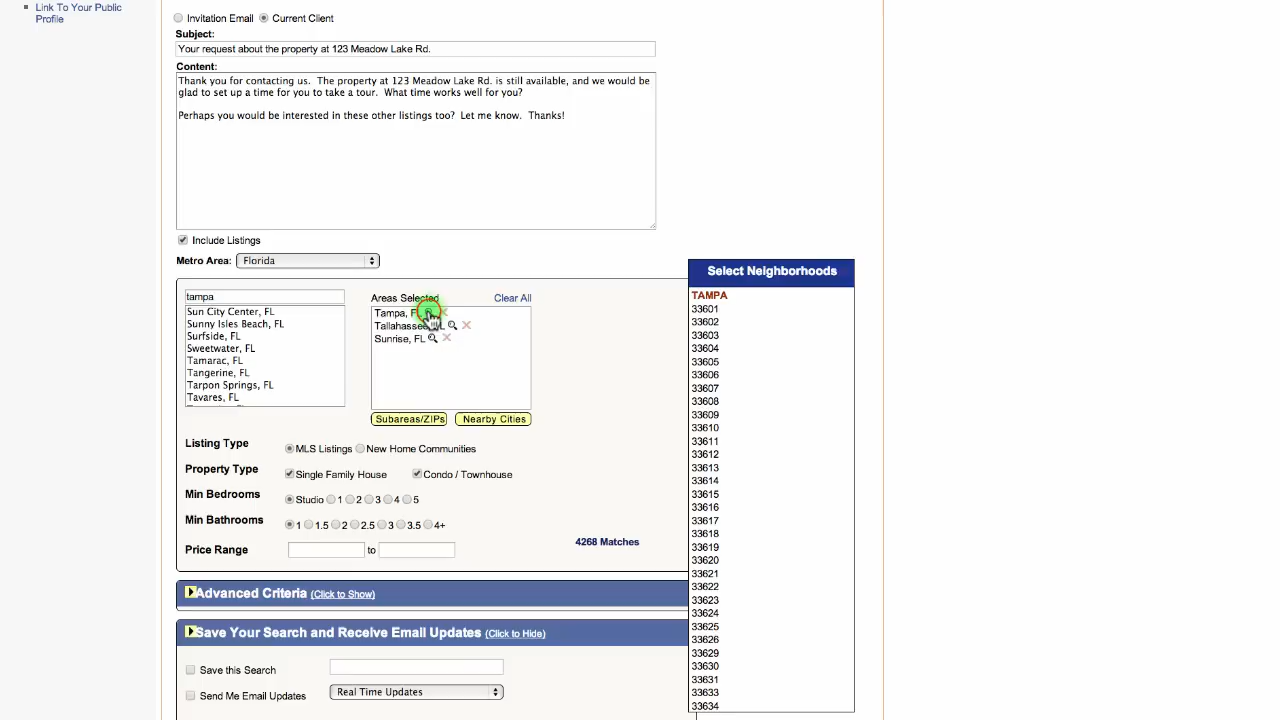 Link To Your Public
Profile
Invitation Email Current Client
Subject:
Your request about the property at 123 Meadow Lake Rd.
Content:
Thank you for contacting us.  The property at 123 Meadow Lake Rd. is still available, and we would be
glad to set up a time for you to take a tour.  What time works well for you?
Perhaps you would be interested in these other listings too?  Let me know.  Thanks!
Include Listings
Metro Area: Florida
tampa
Sun City Center, FL
Sunny Isles Beach, FL
Surfside, FL
Sweetwater, FL
Tamarac, FL
Tangerine, FL
Tarpon Springs, FL
Tavares, FL
Areas Selected Clear All
Tampa,
Tallahassee,
Sunrise, FL
Subareas/ZIPs Nearby Cities
Listing Type MLS Listings New Home Communities
Property Type Single Family House Condo / Townhouse
Min Bedrooms Studio 1 2 3 4 5
Min Bathrooms 1 1.5 2 2.5 3 3.5 4+
Price Range to
4268 Matches
Advanced Criteria (Click to Show)
Save Your Search and Receive Email Updates (Click to Hide)
Save this Search
Send Me Email Updates Real Time Updates
Select Neighborhoods
TAMPA
33601
33602
33603
33604
33605
33606
33607
33608
33609
33610
33611
33612
33613
33614
33615
33616
33617
33618
33619
33620
33621
33622
33623
33624
33625
33626
33629
33630
33631
33633
33634